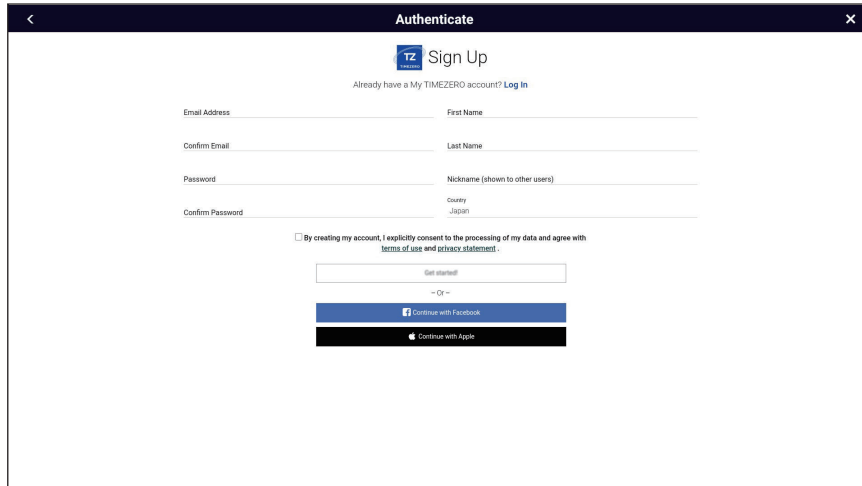 Authenticate
TZ
TIMEZERO
Sign Up
Already have a My TIMEZERO account? Log In
Email Address
First Name
Confirm Email
Last Name
Password
Nickname (shown to other users)
Confirm Password
Country
Japan
By creating my account, I explicitly consent to the processing of my data and agree with
terms of use and privacy statement .
Get started!
– Or –
Continue with Facebook
Continue with Apple